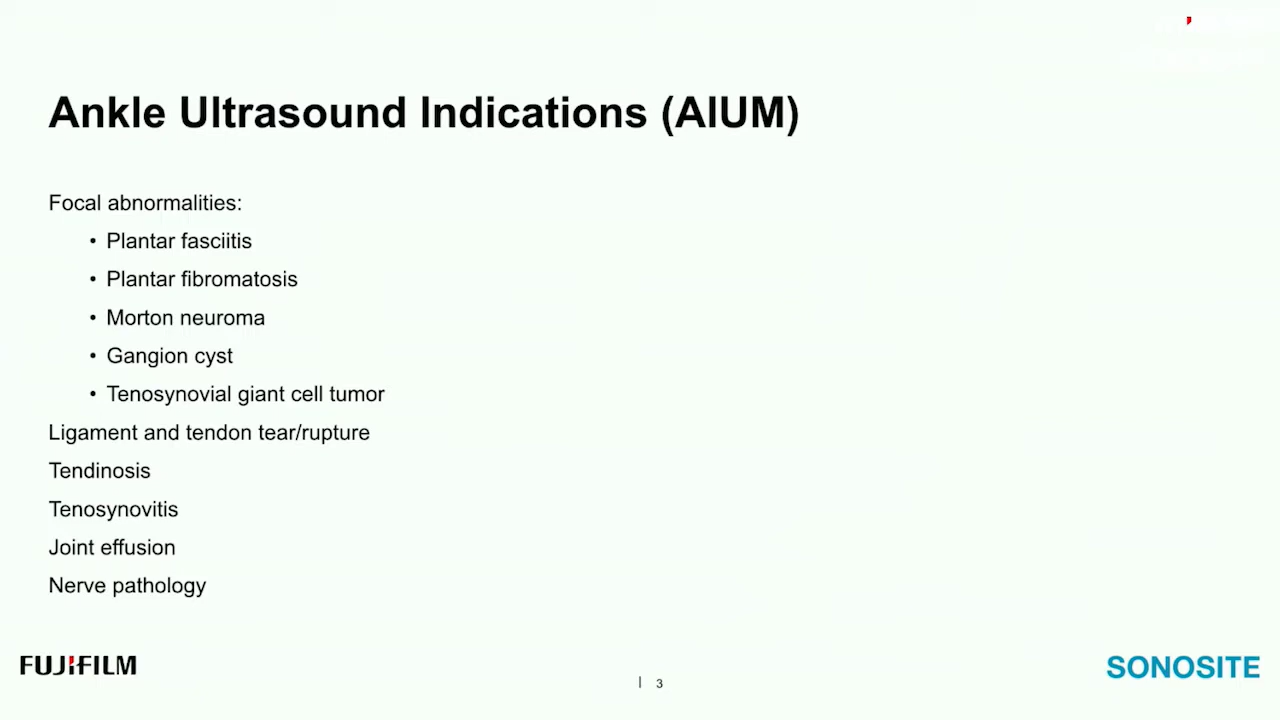 Ankle Ultrasound Indications (AIUM)
Focal abnormalities:
• Plantar fasciitis
• Plantar fibromatosis
• Morton neuroma
• Gangion cyst
• Tenosynovial giant cell tumor
Ligament and tendon tear/rupture
Tendinosis
Tenosynovitis
Joint effusion
Nerve pathology
FUJIFILM
| 3
SONOSITE